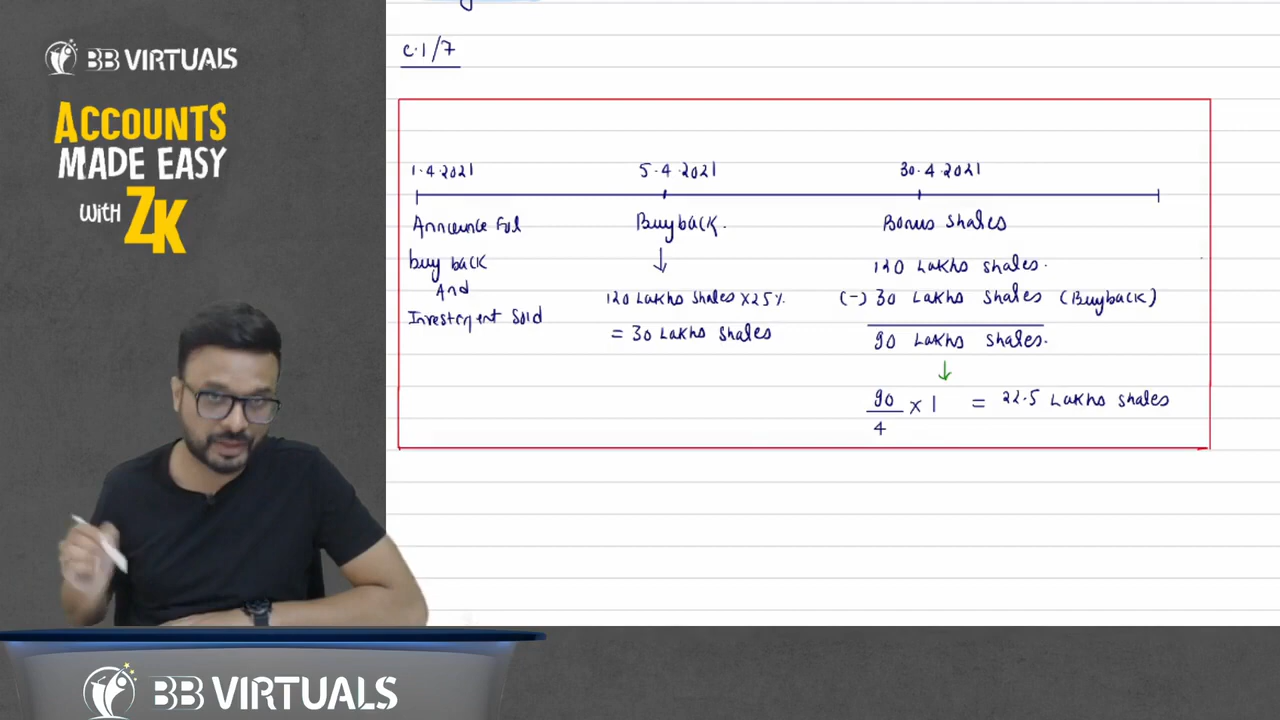 BB VIRTUALS
ACCOUNTS
MADE EASY
WITH ZK
C.1/7
1.4.2021 5.4.2021 30.4.2021
Announce For Buyback. Bonus shares
buy back 120 Lakhs shares.
And
Investment Sold 120 Lakhs shares x 25% (-) 30 Lakhs shares (Buyback)
= 30 Lakhs shares 90 Lakhs shares.
90/4 x 1 = 22.5 Lakhs shares
BB VIRTUALS